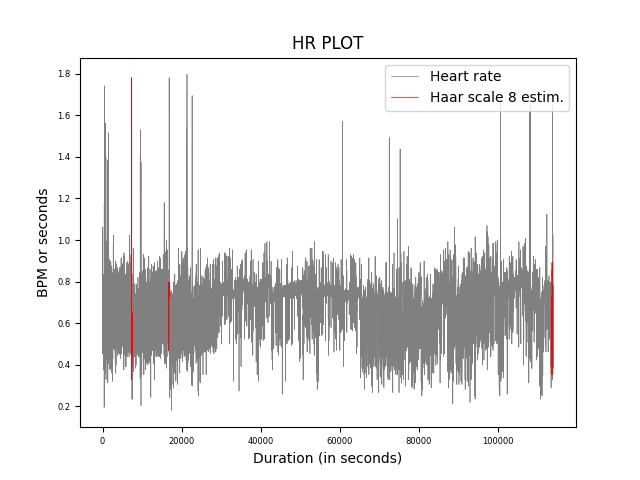 HR PLOT
Heart rate
Haar scale 8 estim.
BPM or seconds
1.8
1.6
1.4
1.2
1.0
0.8
0.6
0.4
0.2
0 20000 40000 60000 80000 100000
Duration (in seconds)